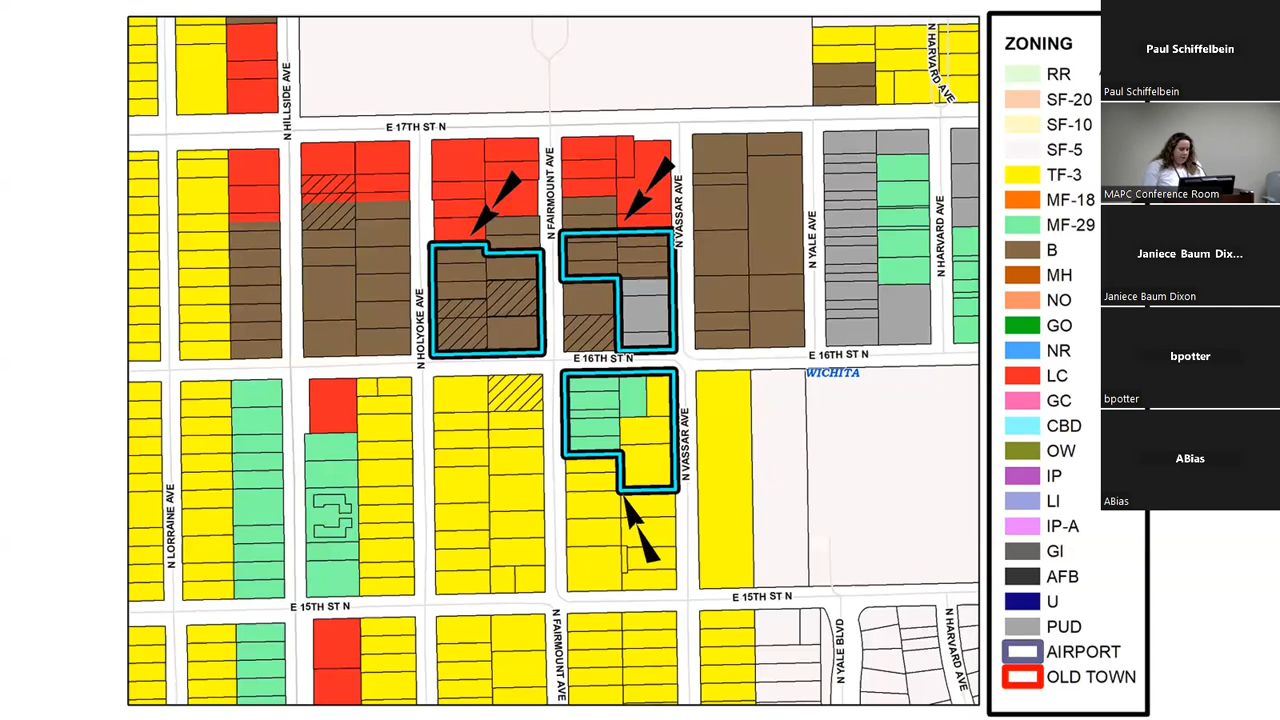 N HILLSIDE AVE
N HARVARD AVE
E 17TH ST N
N FAIRMOUNT AVE
N VASSAR AVE
N YALE AVE
N HARVARD AVE
N HOLYOKE AVE
E 16TH ST N
E 16TH ST N
WICHITA
N VASSAR AVE
N LORRAINE AVE
E 15TH ST N
E 15TH ST N
N FAIRMOUNT AVE
N YALE BLVD
N HARVARD AVE
ZONING
RR
SF-20
SF-10
SF-5
TF-3
MF-18
MF-29
B
MH
NO
GO
NR
LC
GC
CBD
OW
IP
LI
IP-A
GI
AFB
U
PUD
AIRPORT
OLD TOWN
Paul Schiffelbein
Paul Schiffelbein
MAPC Conference Room
Janiece Baum Dix...
Janiece Baum Dixon
bpotter
bpotter
ABias
ABias